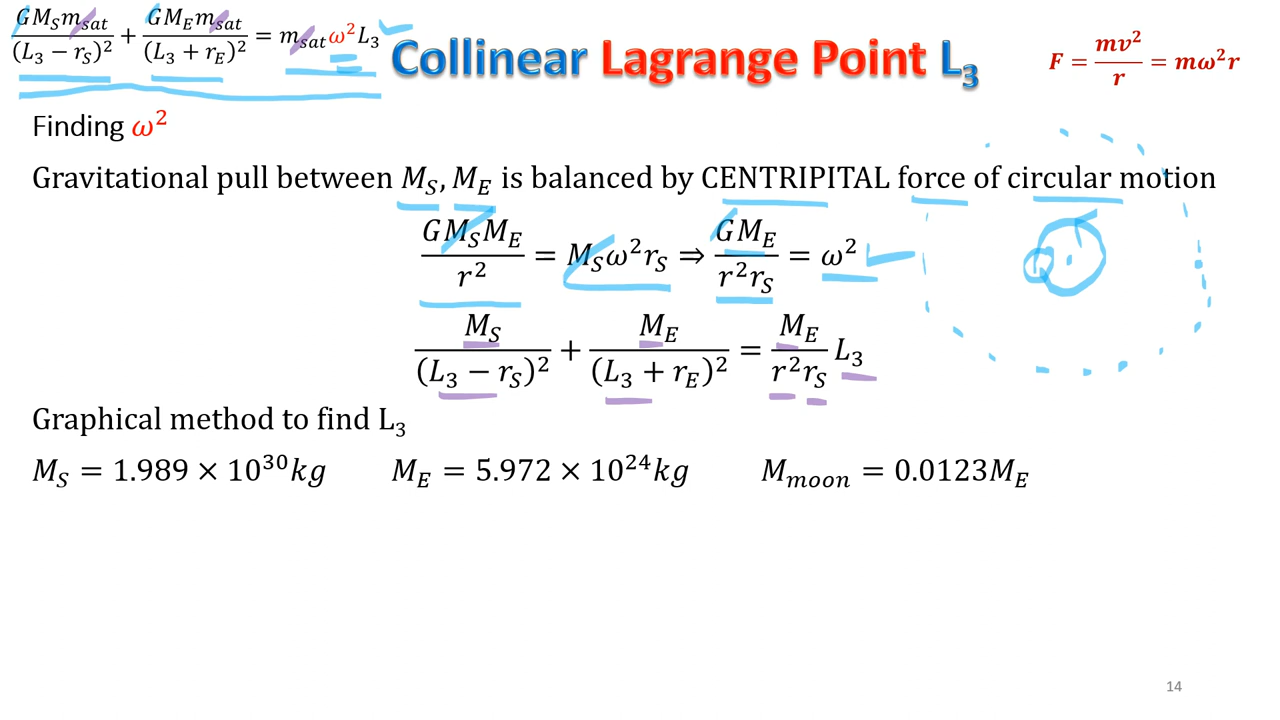 GM_S m_sat / (L_3 − r_S)^2 + GM_E m_sat / (L_3 + r_E)^2 = m_sat ω^2 L_3
Collinear Lagrange Point L_3
F = mv^2 / r = mω^2 r
Finding ω^2
Gravitational pull between M_S, M_E is balanced by CENTRIPITAL force of circular motion
GM_S M_E / r^2 = M_S ω^2 r_S ⇒ GM_E / r^2 r_S = ω^2
M_S / (L_3 − r_S)^2 + M_E / (L_3 + r_E)^2 = M_E / r^2 r_S L_3
Graphical method to find L_3
M_S = 1.989 × 10^30 kg M_E = 5.972 × 10^24 kg M_moon = 0.0123M_E
14